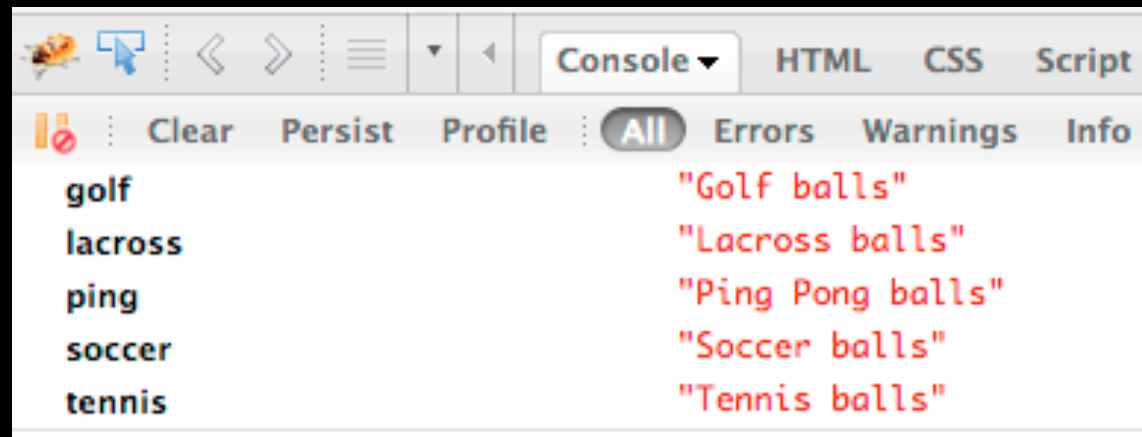 Console HTML CSS Script
Clear Persist Profile All Errors Warnings Info
golf "Golf balls"
lacross "Lacross balls"
ping "Ping Pong balls"
soccer "Soccer balls"
tennis "Tennis balls"